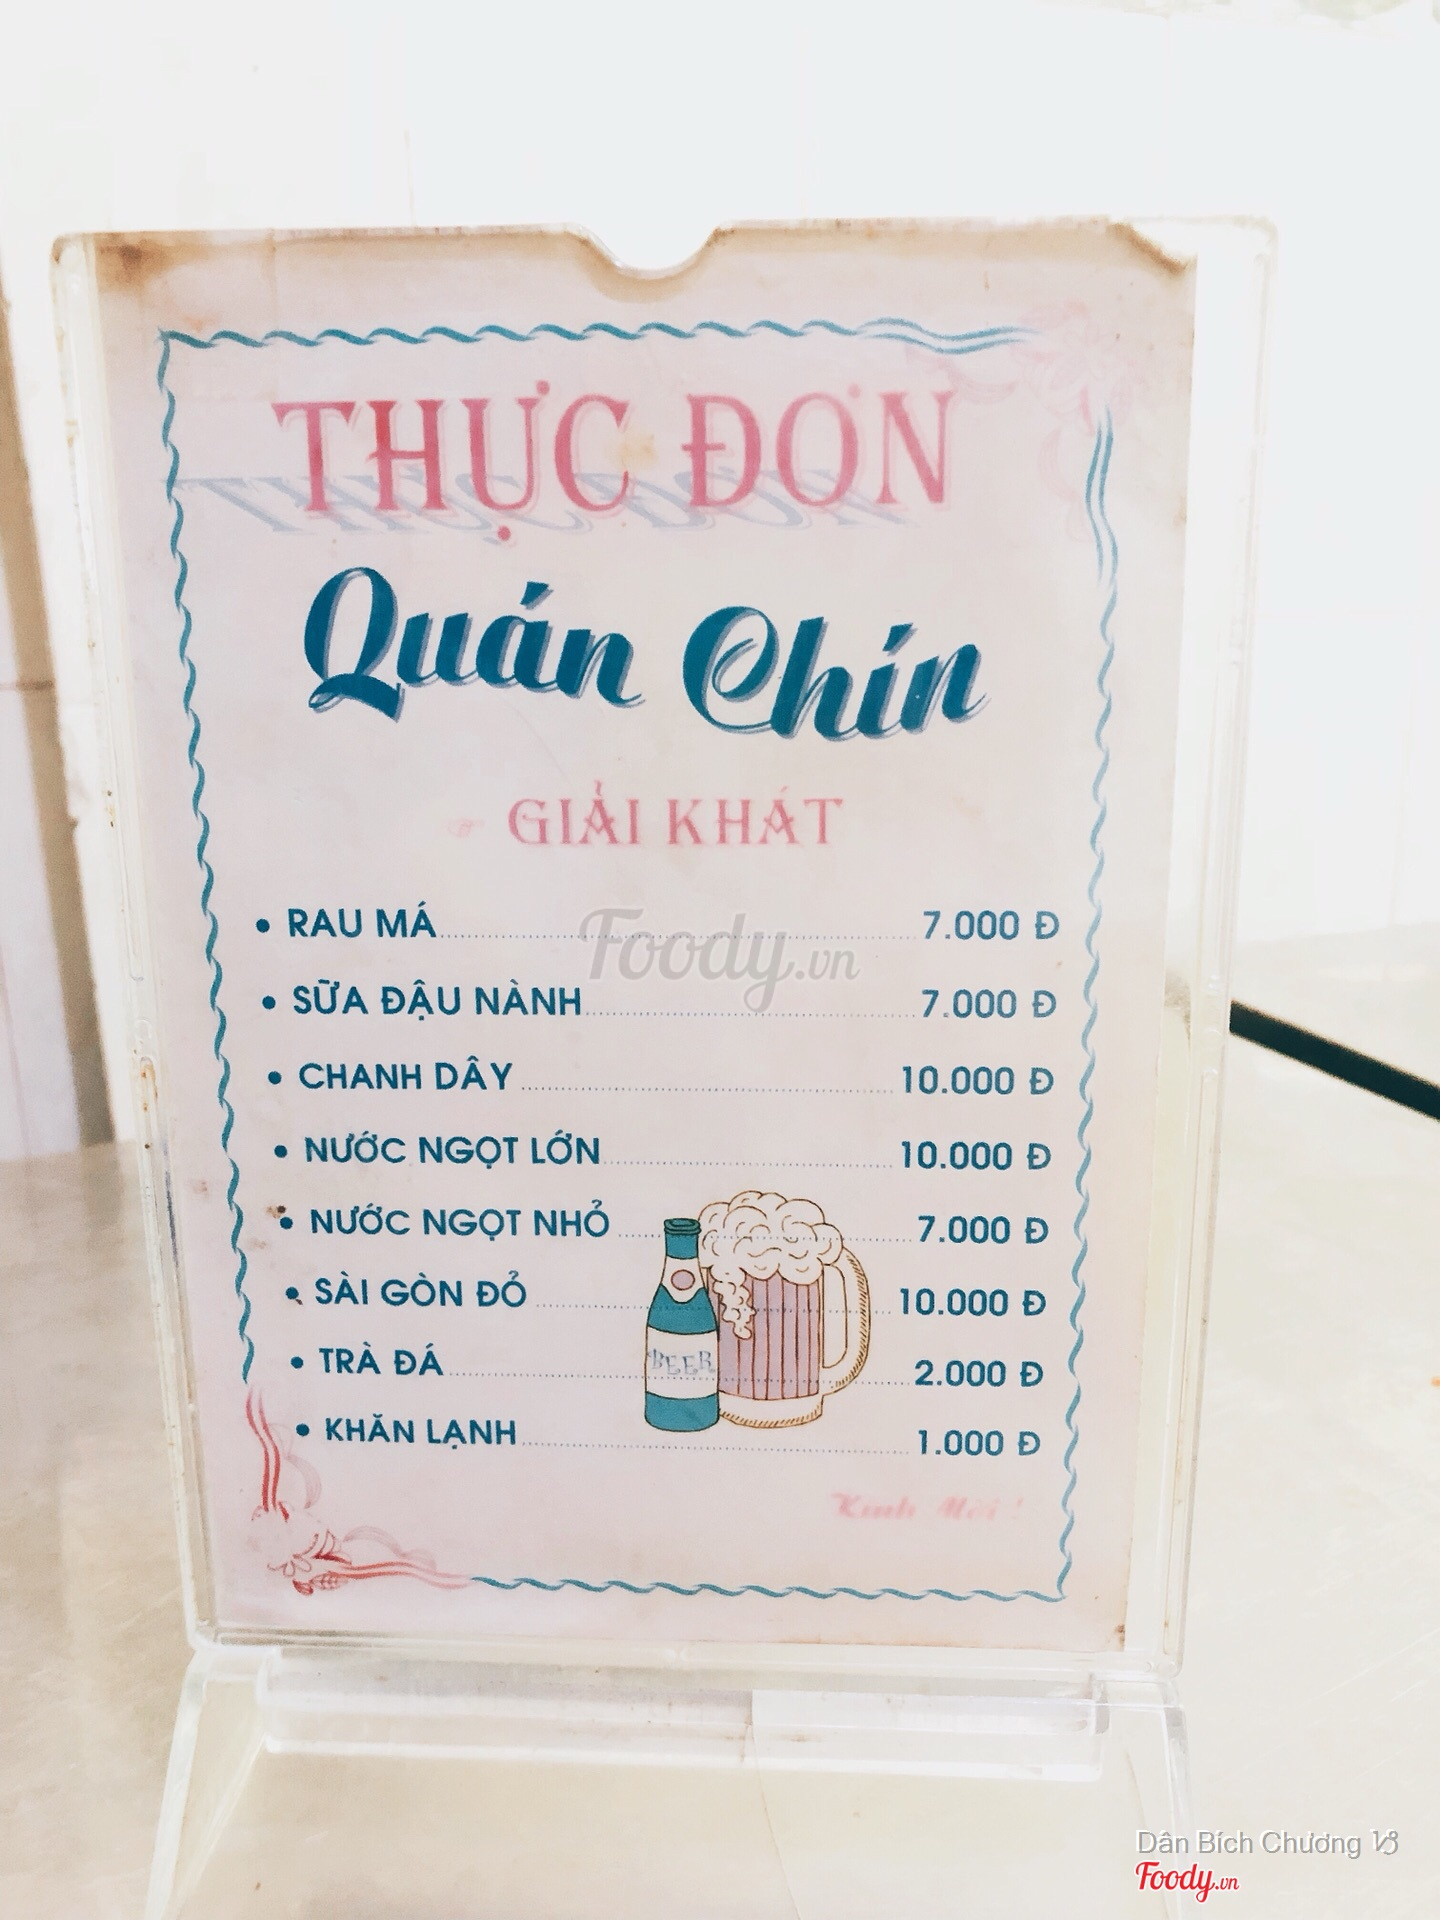 THỰC ĐƠN
Quán Chín
GIẢI KHÁT
• RAU MÁ 7.000 Đ
• SỮA ĐẬU NÀNH 7.000 Đ
• CHANH DÂY 10.000 Đ
• NƯỚC NGỌT LỚN 10.000 Đ
• NƯỚC NGỌT NHỎ 7.000 Đ
• SÀI GÒN ĐỎ 10.000 Đ
• TRÀ ĐÁ 2.000 Đ
• KHĂN LẠNH 1.000 Đ
BEER
Kính Mời !
Foody.vn
Dân Bích Chương
Foody.vn